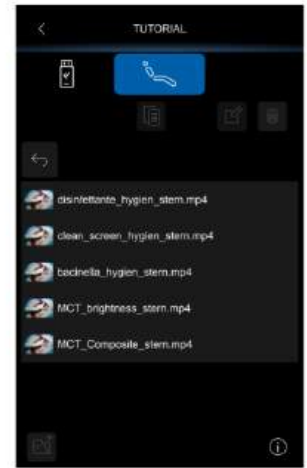 TUTORIAL
disinfettante_hygien_stern.mp4
clean_screen_hygien_stern.mp4
bacinella_hygien_stern.mp4
MCT_brightness_stern.mp4
MCT_Composite_stern.mp4